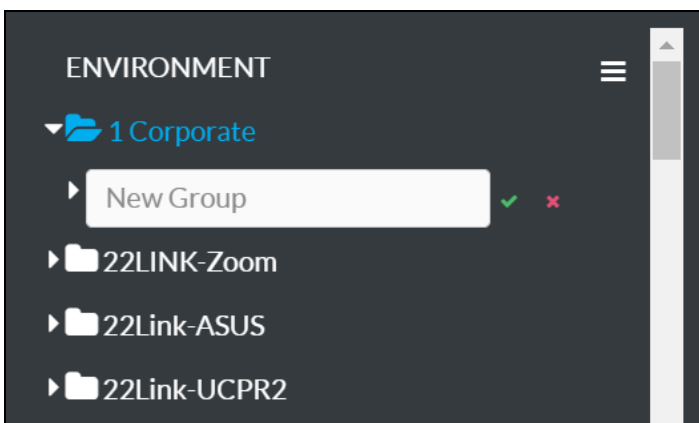 ENVIRONMENT
1 Corporate
New Group
22LINK-Zoom
22Link-ASUS
22Link-UCPR2